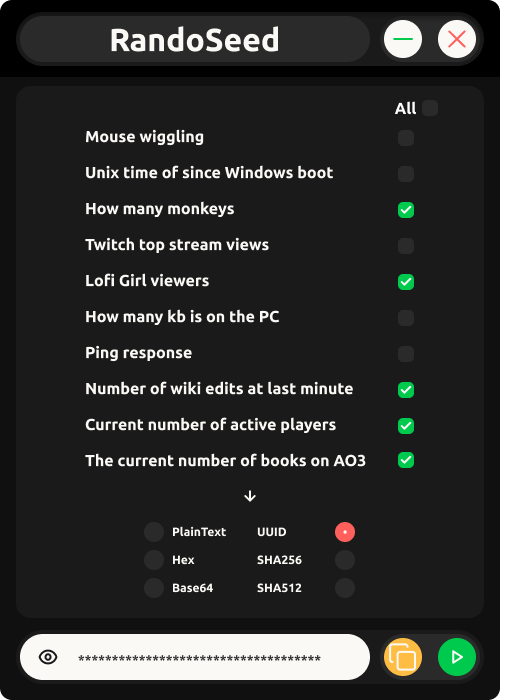 RandoSeed
All
Mouse wiggling
Unix time of since Windows boot
How many monkeys
Twitch top stream views
Lofi Girl viewers
How many kb is on the PC
Ping response
Number of wiki edits at last minute
Current number of active players
The current number of books on AO3
PlainText UUID
Hex SHA256
Base64 SHA512
************************************